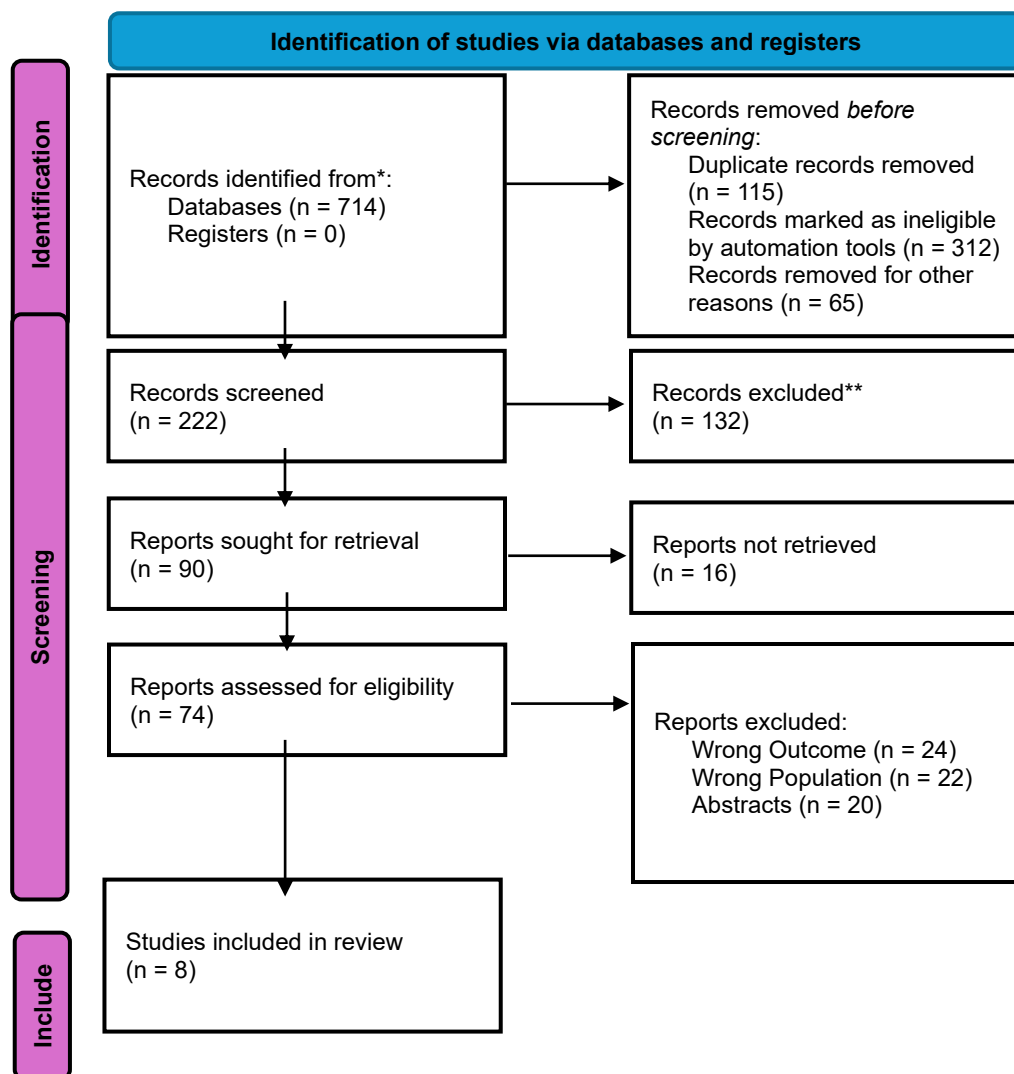 Identification of studies via databases and registers
Identification
Records identified from*:
Databases (n = 714)
Registers (n = 0)
Records removed before
screening:
Duplicate records removed
(n = 115)
Records marked as ineligible
by automation tools (n = 312)
Records removed for other
reasons (n = 65)
Screening
Records screened
(n = 222)
Records excluded**
(n = 132)
Reports sought for retrieval
(n = 90)
Reports not retrieved
(n = 16)
Reports assessed for eligibility
(n = 74)
Reports excluded:
Wrong Outcome (n = 24)
Wrong Population (n = 22)
Abstracts (n = 20)
Include
Studies included in review
(n = 8)